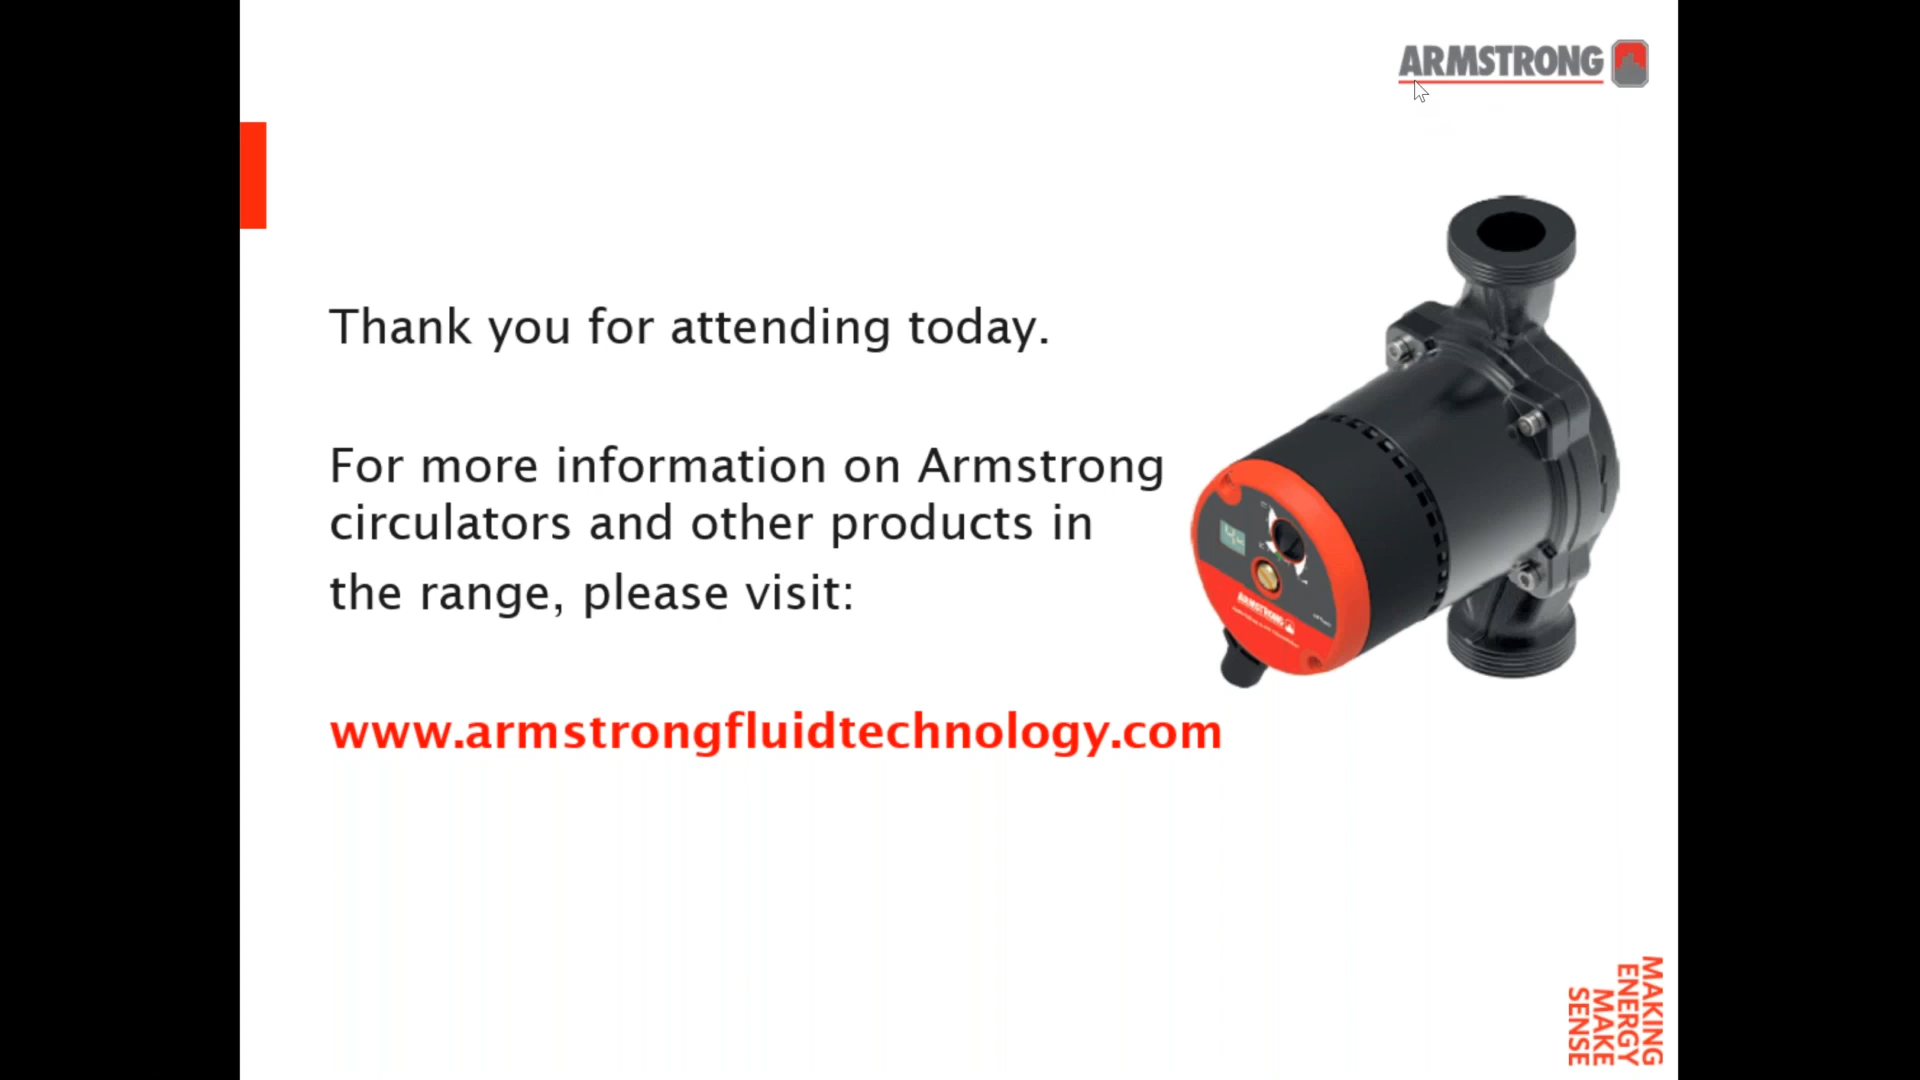 ARMSTRONG
Thank you for attending today.
For more information on Armstrong
circulators and other products in
the range, please visit:
ARMSTRONG
www.armstrongfluidtechnology.com
MAKING
ENERGY
MAKE
SENSE